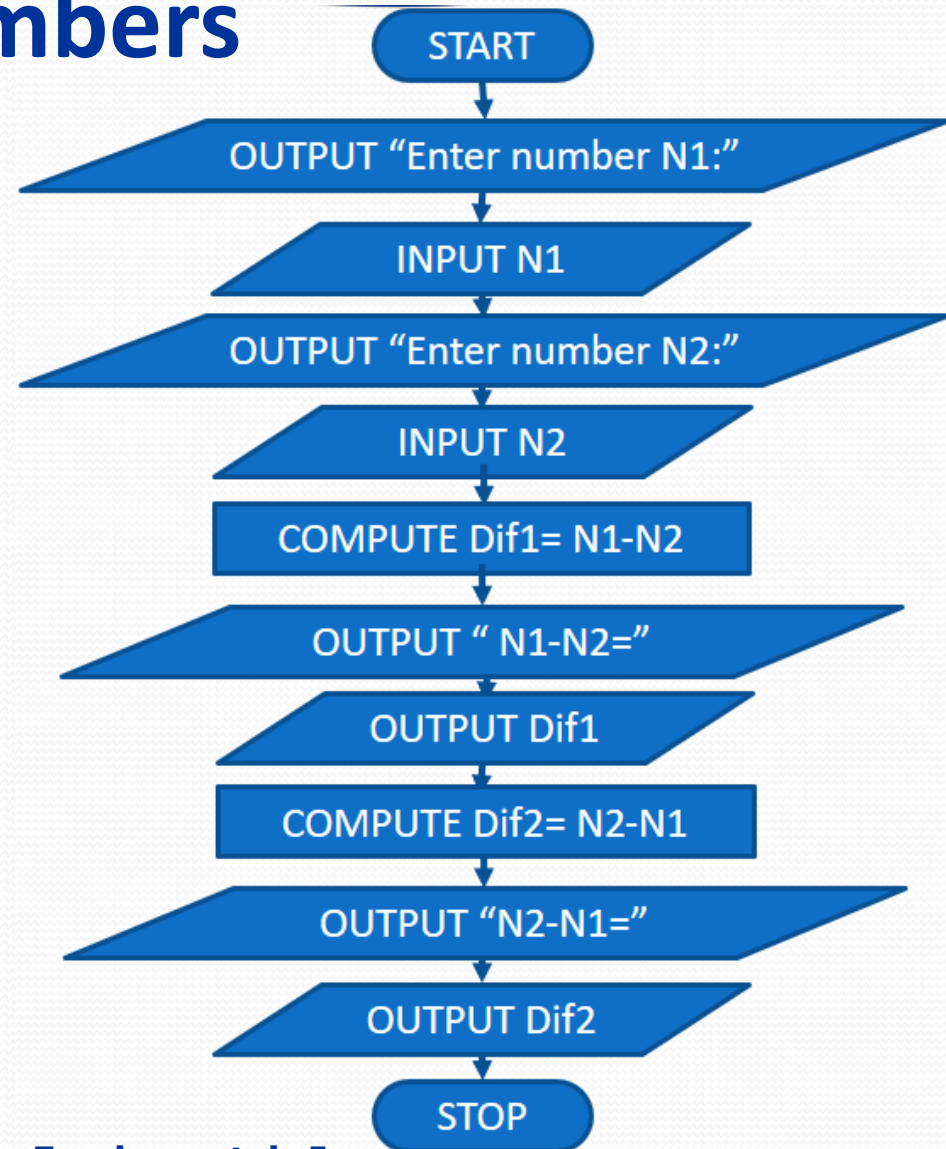 START
OUTPUT “Enter number N1:”
INPUT N1
OUTPUT “Enter number N2:”
INPUT N2
COMPUTE Dif1= N1-N2
OUTPUT “ N1-N2=”
OUTPUT Dif1
COMPUTE Dif2= N2-N1
OUTPUT “N2-N1=”
OUTPUT Dif2
STOP